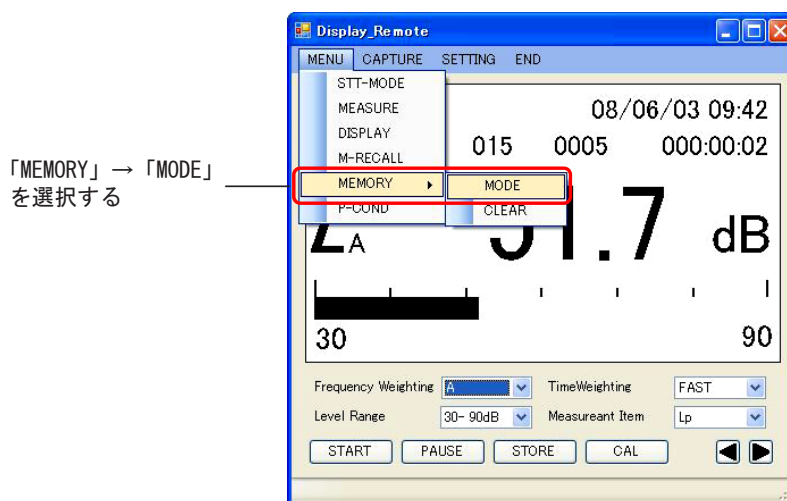 Display_Remote
MENU CAPTURE SETTING END
STT-MODE
MEASURE
DISPLAY
M-RECALL
MEMORY
P-COND
MODE
CLEAR
「MEMORY」→「MODE」
を選択する
08/06/03 09:42
015 0005 000:00:02
LA 51.7 dB
30 90
Frequency Weighting A TimeWeighting FAST
Level Range 30- 90dB Measureant Item Lp
START PAUSE STORE CAL